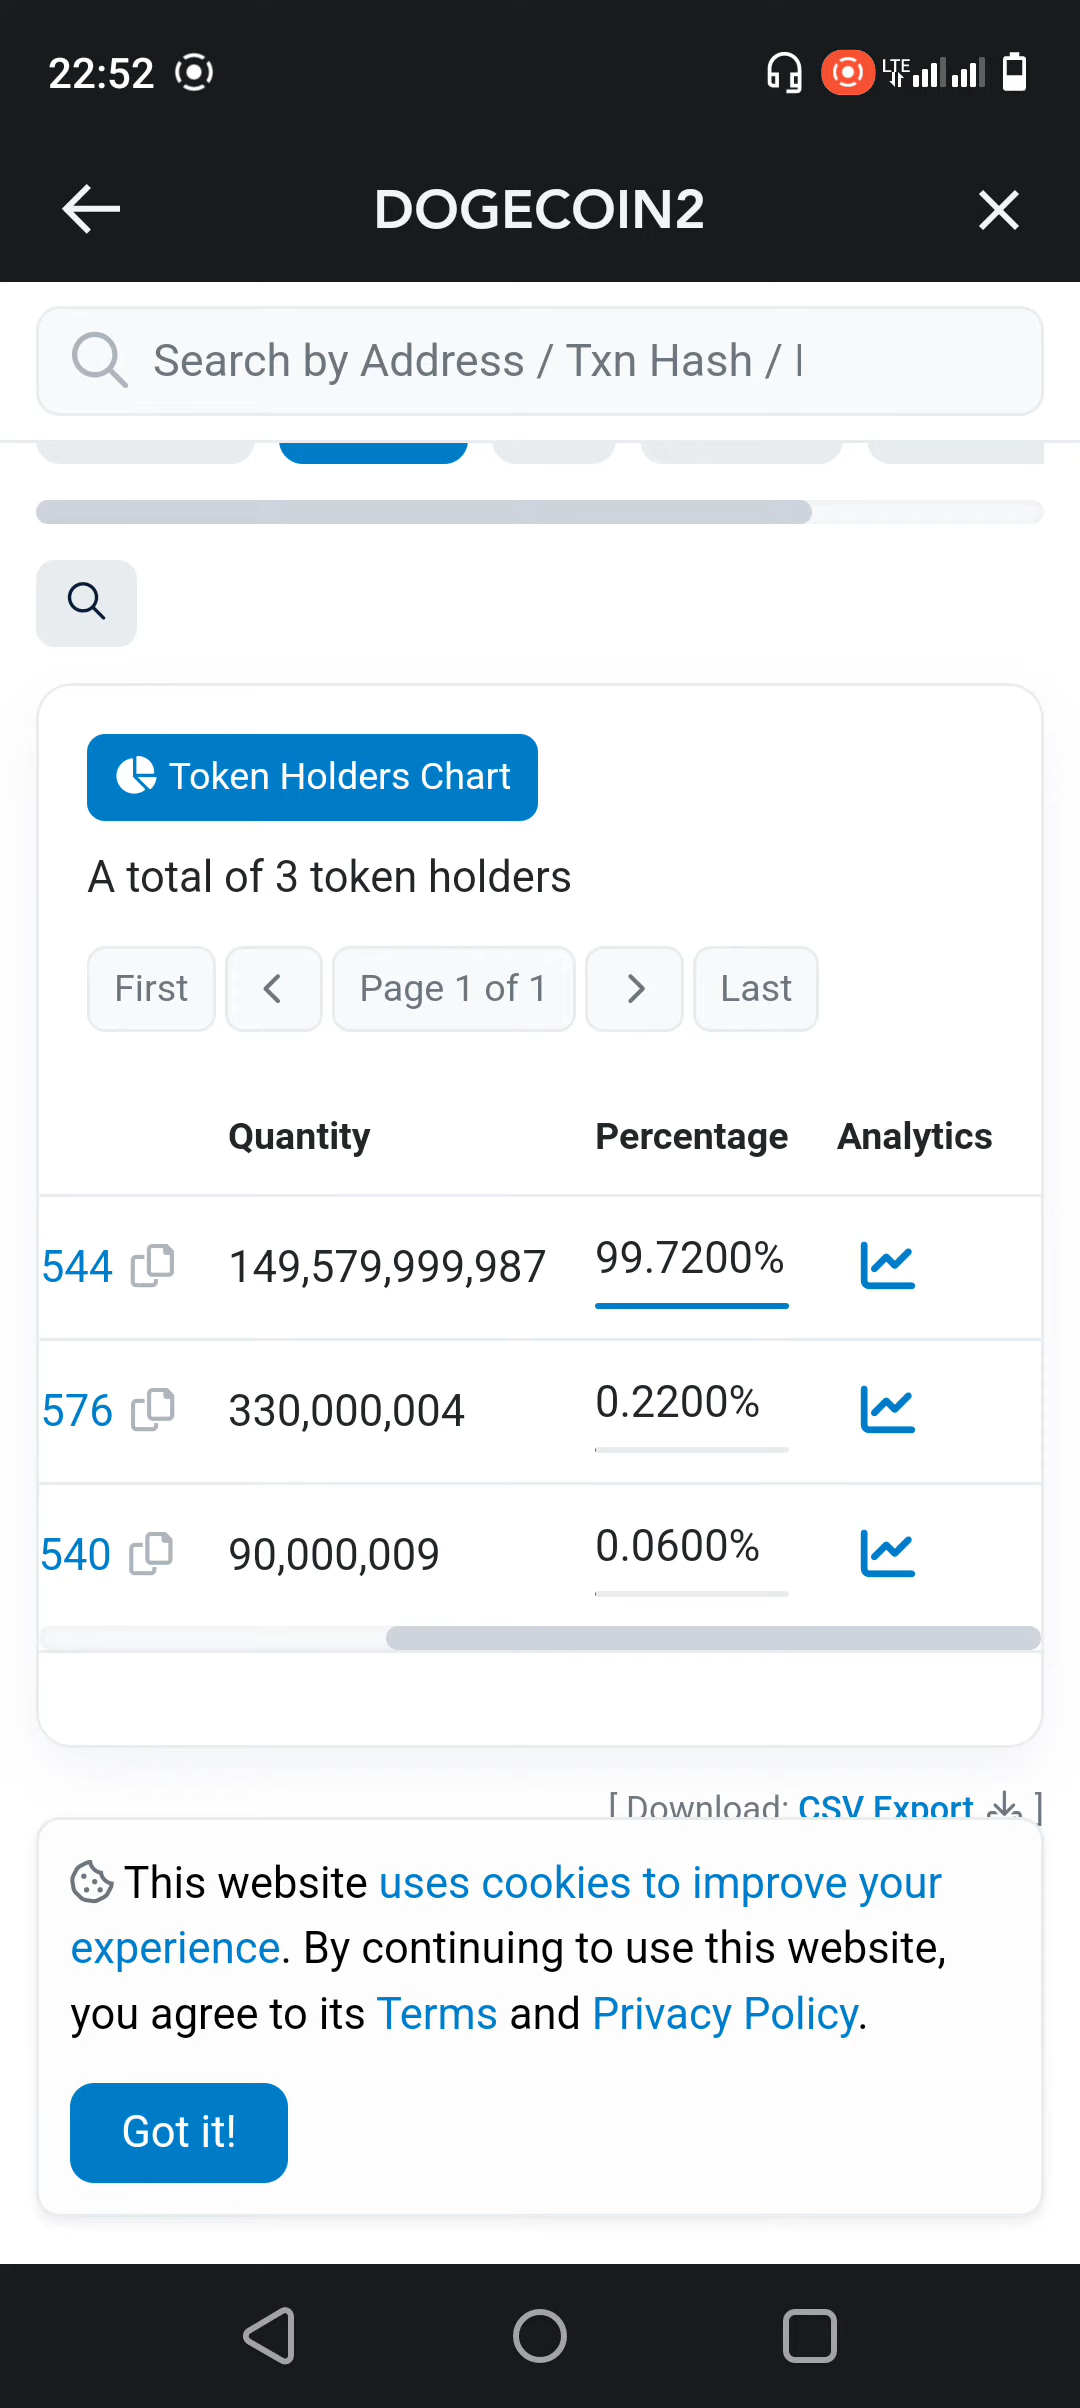 22:52
LTE
DOGECOIN2
Search by Address / Txn Hash /
Token Holders Chart
A total of 3 token holders
First
Page 1 of 1
Last
Quantity Percentage Analytics
544 149,579,999,987 99.7200%
576 330,000,004 0.2200%
540 90,000,009 0.0600%
[ Download: CSV Export ]
This website uses cookies to improve your
experience. By continuing to use this website,
you agree to its Terms and Privacy Policy.
Got it!